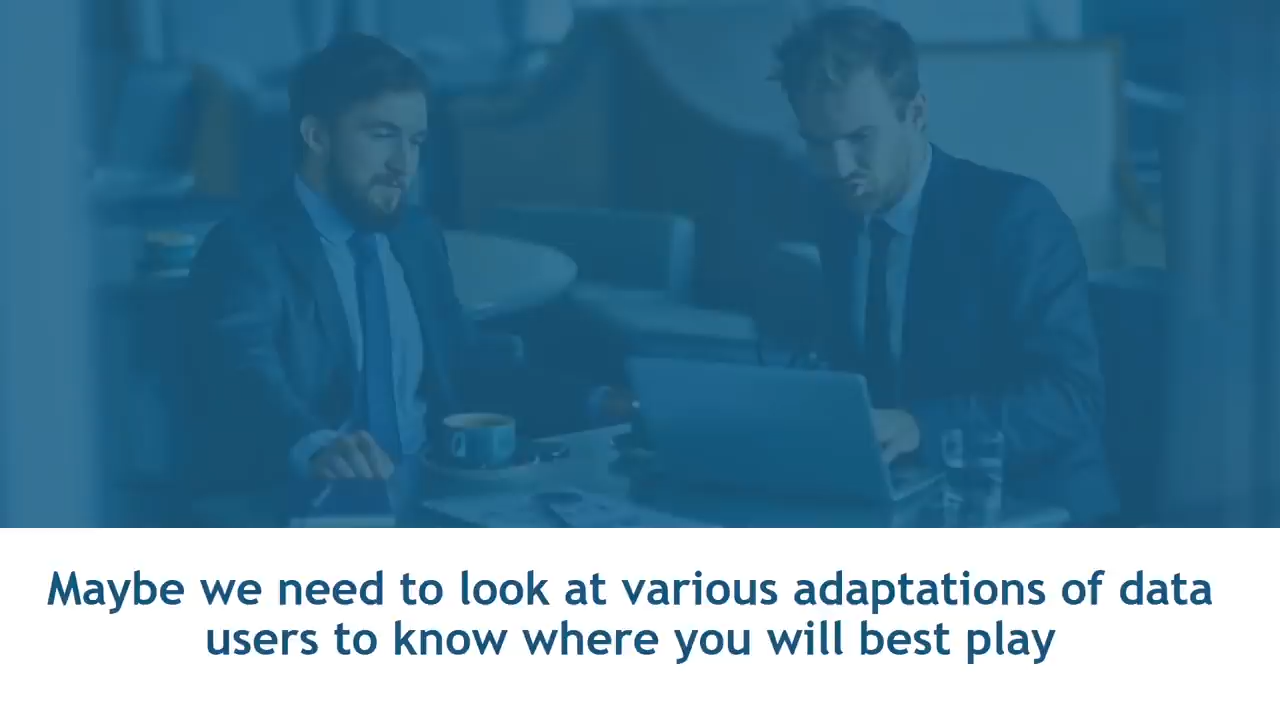 Maybe we need to look at various adaptations of data
users to know where you will best play